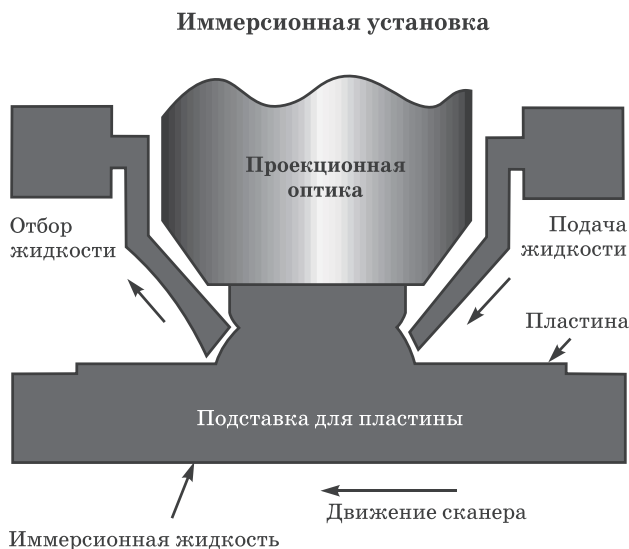 Иммерсионная установка
Проекционная
оптика
Отбор
жидкости
Подача
жидкости
Пластина
Подставка для пластины
Движение сканера
Иммерсионная жидкость